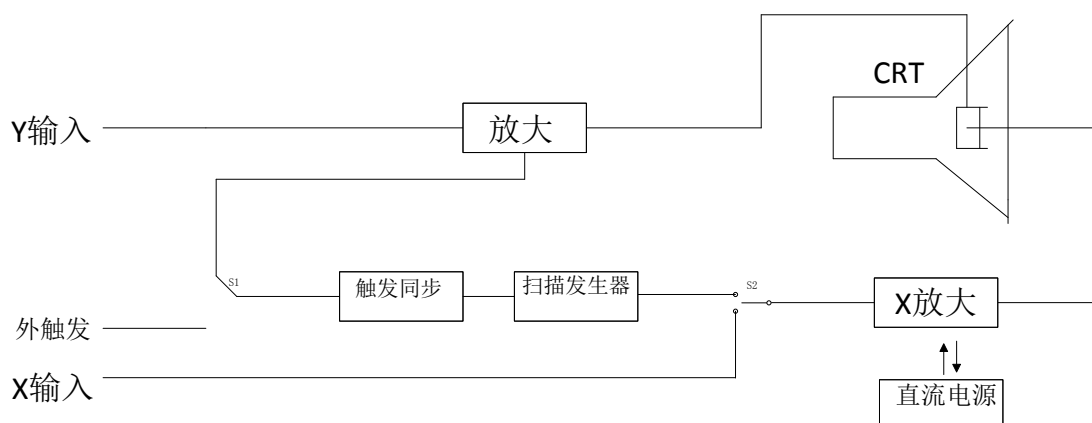 CRT
Y输入
放大
S1
触发同步
扫描发生器
S2
X放大
外触发
X输入
直流电源